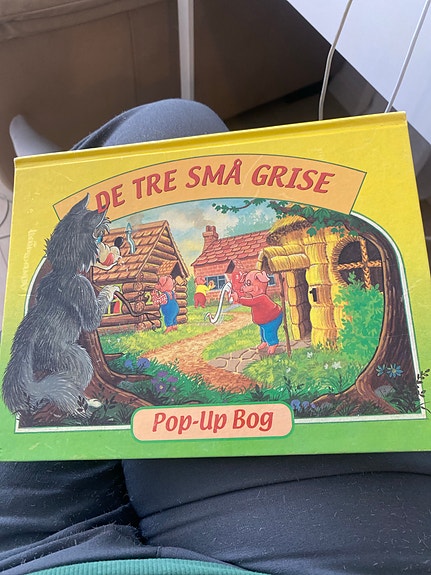 DE TRE SMÅ GRISE
Pop-Up Bog